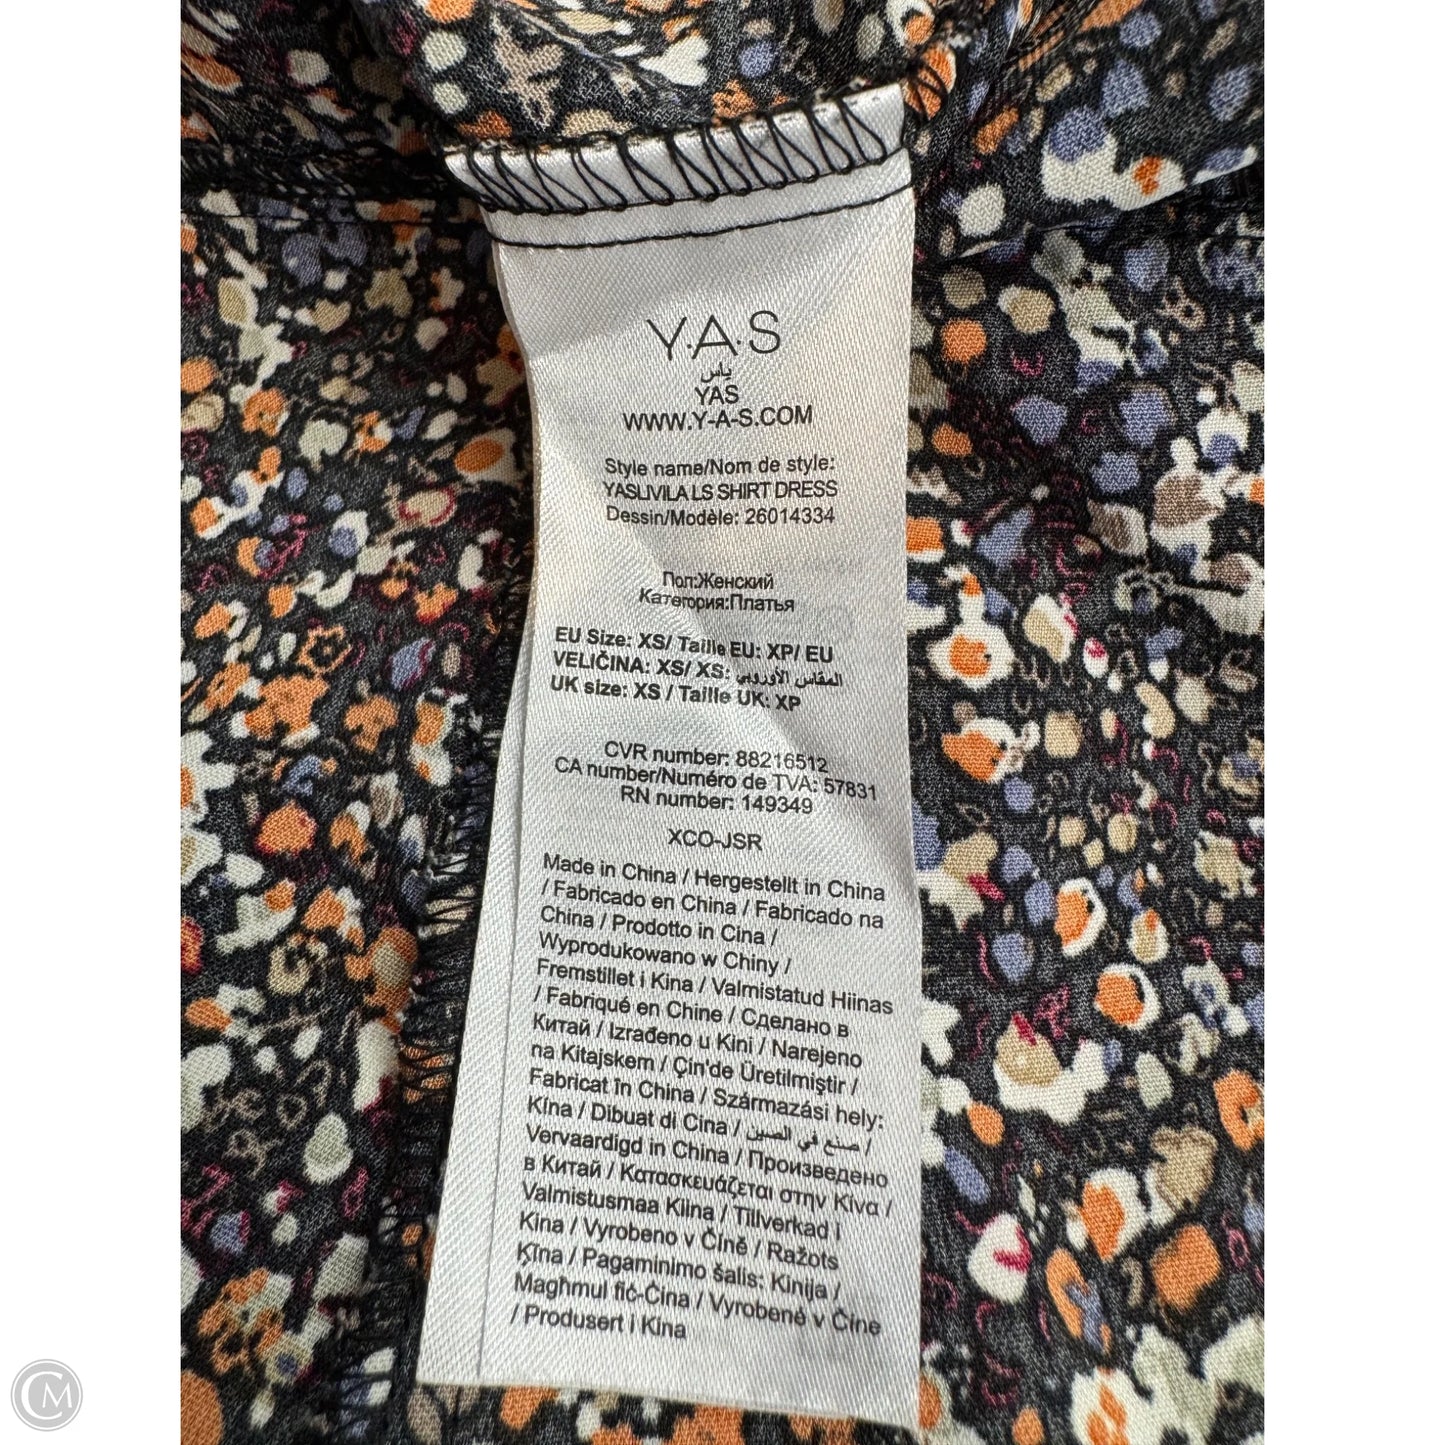 Y.A.S
ياس
YAS
WWW.Y-A-S.COM
Style name/Nom de style:
YASLIVILA LS SHIRT DRESS
Dessin/Modèle: 26014334
Пол:Женский
Категория:Платья
EU Size: XS/ Taille EU: XP/ EU
VELIČINA: XS/ XS: المقاس الأوروبي
UK size: XS / Taille UK: XP
CVR number: 88216512
CA number/Numéro de TVA: 57831
RN number: 149349
XCO-JSR
Made in China / Hergestellt in China
/ Fabricado en China / Fabricado na
China / Prodotto in Cina /
Wyprodukowano w Chiny /
Fremstillet i Kina / Valmistatud Hiinas
/ Fabriqué en Chine / Сделано в
Китай / Izrađeno u Kini / Narejeno
na Kitajskem / Çin'de Üretilmiştir /
Fabricat în China / Származási hely:
Kína / Dibuat di Cina / صنع في الصين /
Vervaardigd in China / Произведено
в Китай / Κατασκευάζεται στην Κίνα /
Valmistusmaa Kiina / Tillverkad i
Kina / Vyrobeno v Číně / Ražots
Ķīna / Pagaminimo šalis: Kinija /
Magħmul fiċ-Ċina / Vyrobené v Číne
/ Produsert i Kina
CM